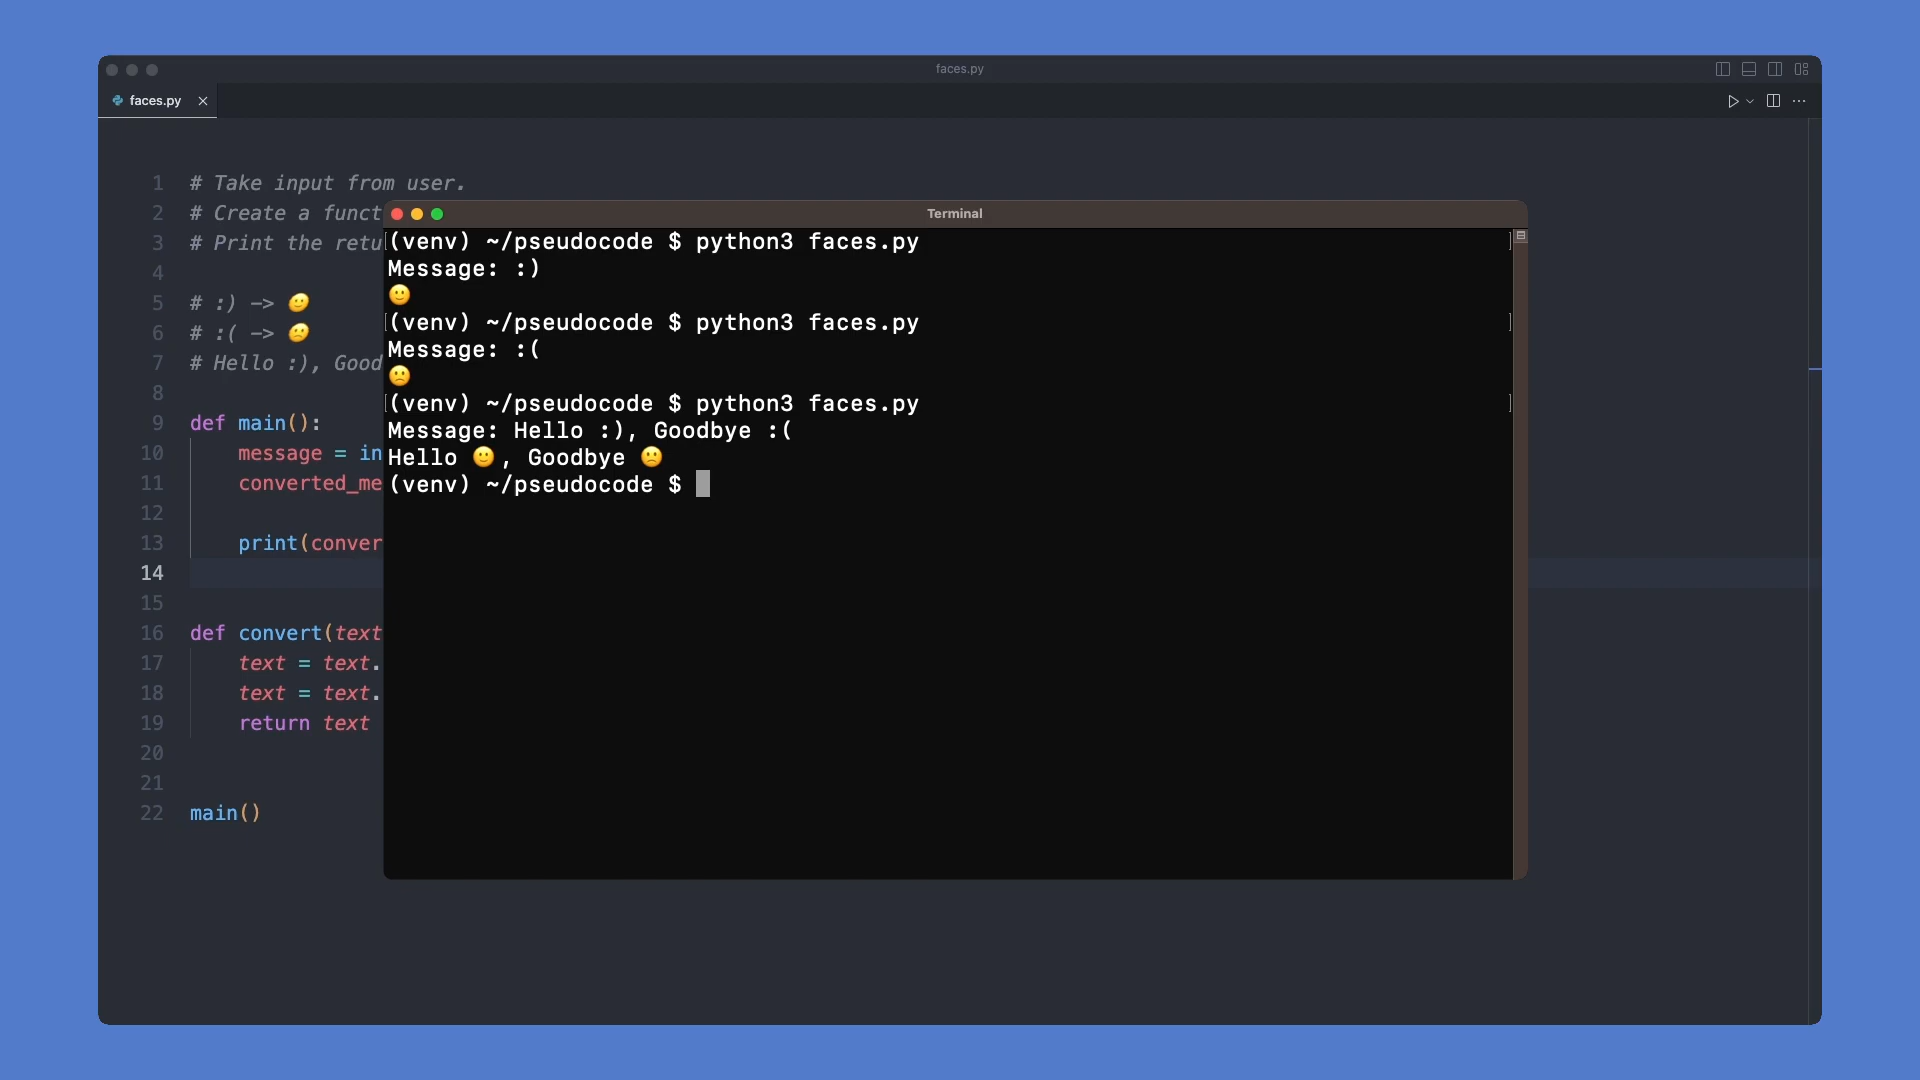 faces.py
faces.py
1 # Take input from user.
2 # Create a funct
3 # Print the retu
4
5 # :) -> 🙂
6 # :( -> 🙁
7 # Hello :), Good
8
9 def main():
10 message = in
11 converted_me
12
13 print(conver
14
15
16 def convert(text
17 text = text.
18 text = text.
19 return text
20
21
22 main()
Terminal
(venv) ~/pseudocode $ python3 faces.py
Message: :)
🙂
(venv) ~/pseudocode $ python3 faces.py
Message: :(
🙁
(venv) ~/pseudocode $ python3 faces.py
Message: Hello :), Goodbye :(
Hello 🙂, Goodbye 🙁
(venv) ~/pseudocode $